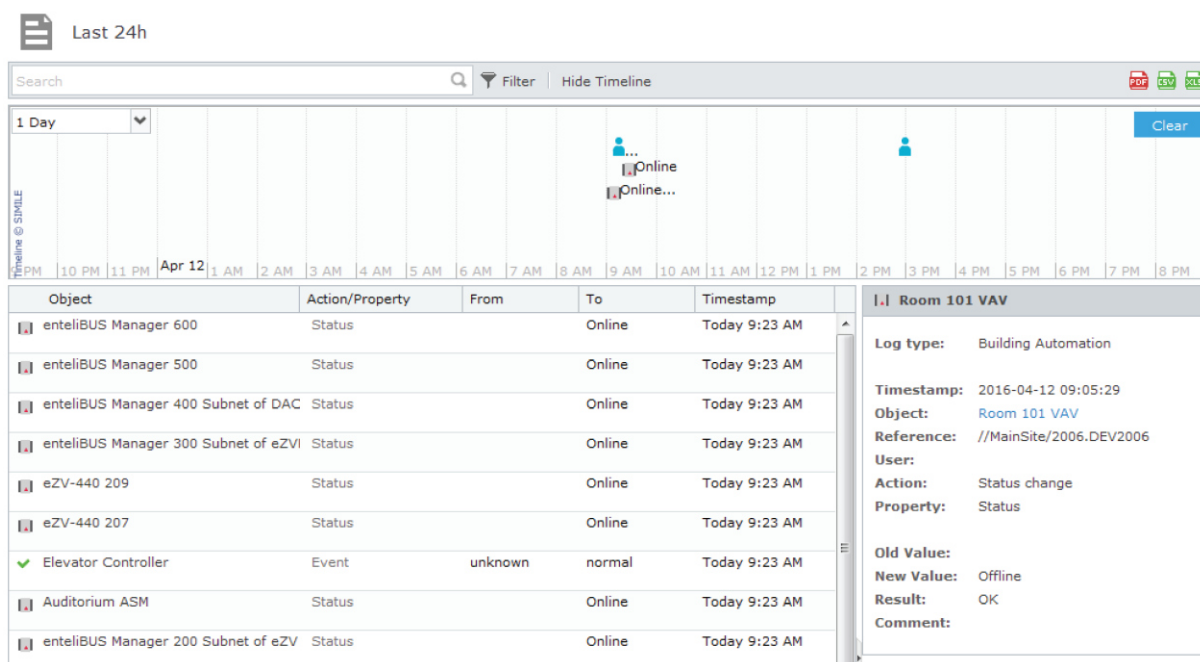 Last 24h
Search Filter Hide Timeline PDF CSV XLS
1 Day Clear
...
Online
Online...
Timeline © SIMILE
PM 10 PM 11 PM Apr 12 1 AM 2 AM 3 AM 4 AM 5 AM 6 AM 7 AM 8 AM 9 AM 10 AM 11 AM 12 PM 1 PM 2 PM 3 PM 4 PM 5 PM 6 PM 7 PM 8 PM
Object Action/Property From To Timestamp
enteliBUS Manager 600 Status Online Today 9:23 AM
enteliBUS Manager 500 Status Online Today 9:23 AM
enteliBUS Manager 400 Subnet of DAC Status Online Today 9:23 AM
enteliBUS Manager 300 Subnet of eZV Status Online Today 9:23 AM
eZV-440 209 Status Online Today 9:23 AM
eZV-440 207 Status Online Today 9:23 AM
Elevator Controller Event unknown normal Today 9:23 AM
Auditorium ASM Status Online Today 9:23 AM
enteliBUS Manager 200 Subnet of eZV Status Online Today 9:23 AM
Room 101 VAV
Log type: Building Automation
Timestamp: 2016-04-12 09:05:29
Object: Room 101 VAV
Reference: //MainSite/2006.DEV2006
User:
Action: Status change
Property: Status
Old Value:
New Value: Offline
Result: OK
Comment: